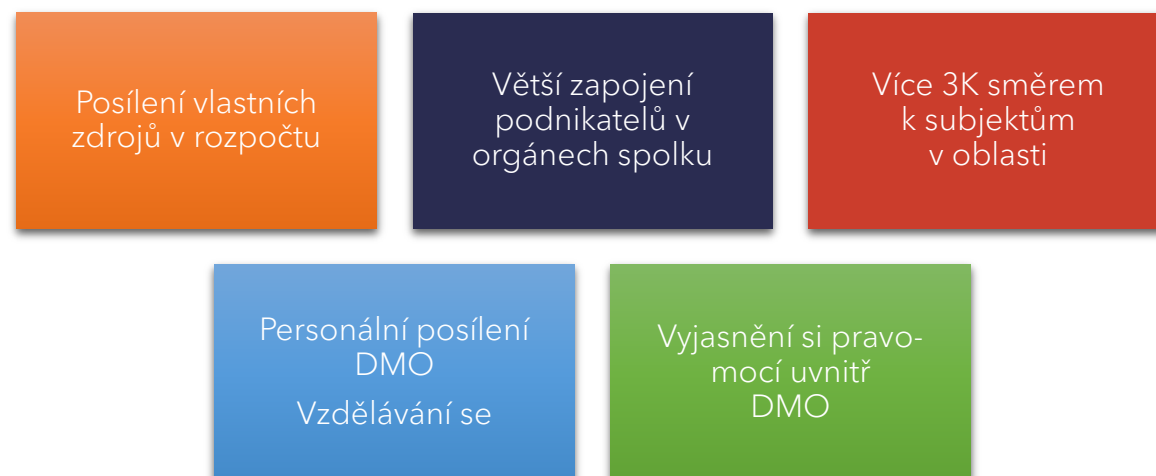 Posílení vlastních
zdrojů v rozpočtu
Větší zapojení
podnikatelů v
orgánech spolku
Více 3K směrem
k subjektům
v oblasti
Personální posílení
DMO
Vzdělávání se
Vyjasnění si pravo-
mocí uvnitř
DMO